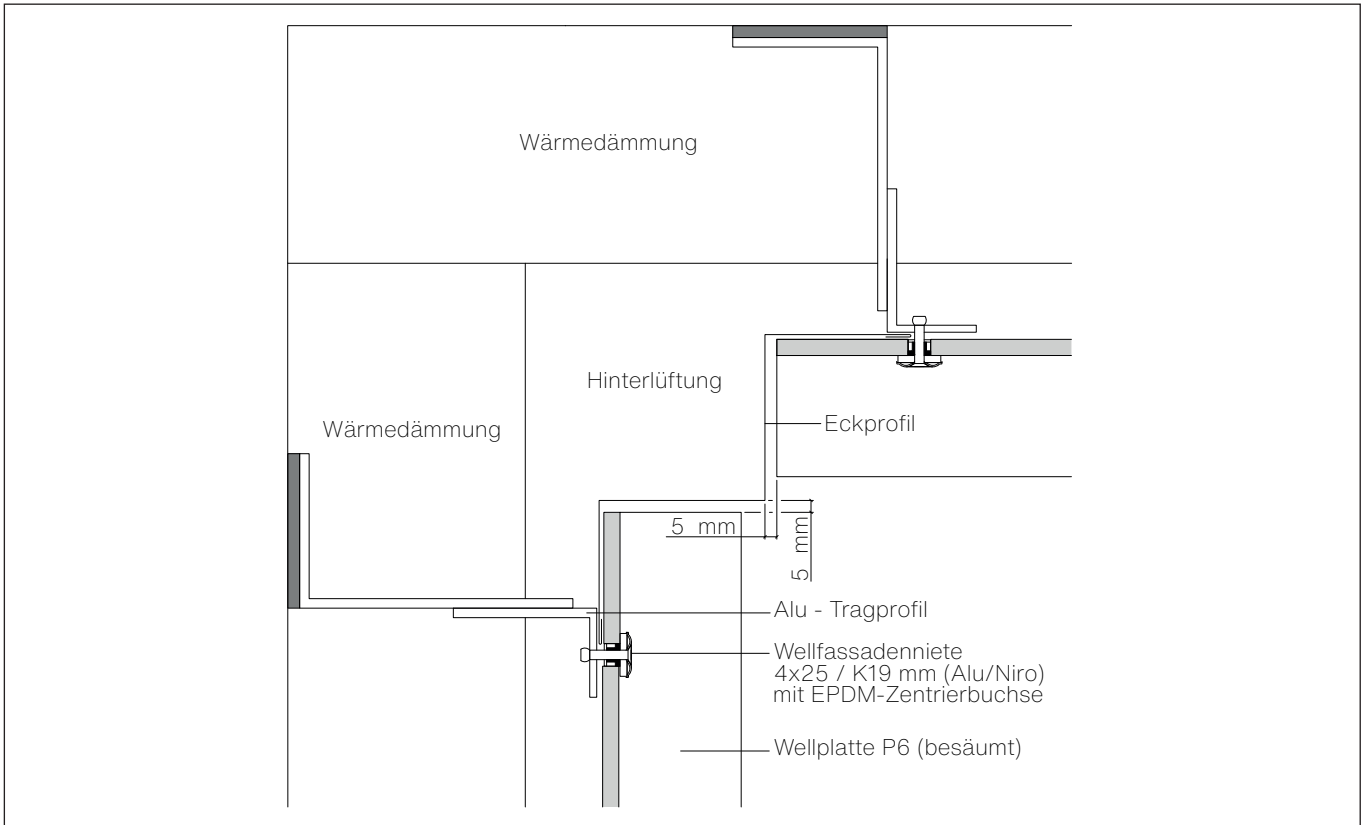 Wärmedämmung
Hinterlüftung
Wärmedämmung
Eckprofil
5 mm
5 mm
Alu - Tragprofil
Wellfassadenniete
4x25 / K19 mm (Alu/Niro)
mit EPDM-Zentrierbuchse
Wellplatte P6 (besäumt)